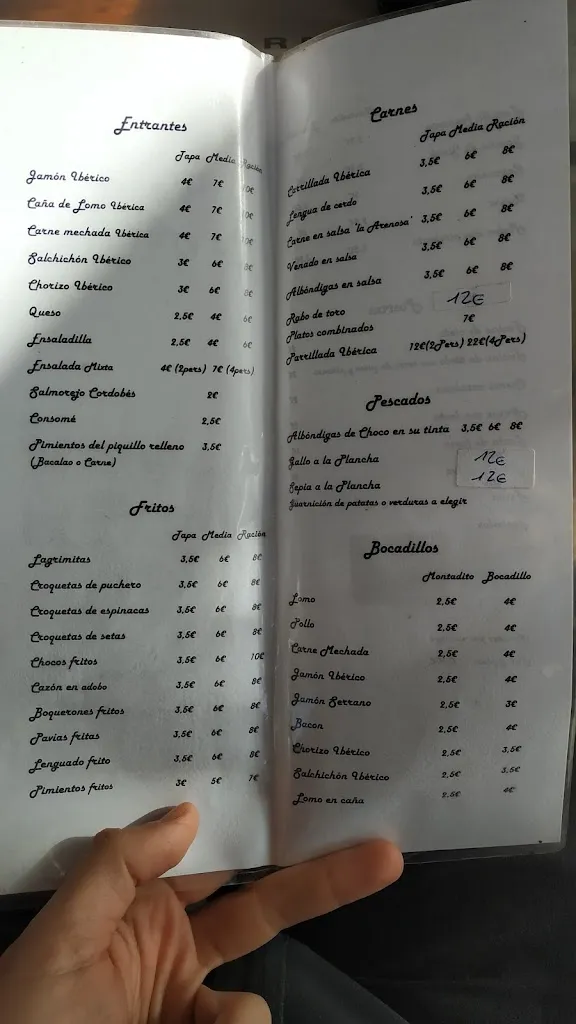 Entrantes
Tapa Media Ración
Jamón Ibérico 4€ 7€ 10€
Caña de Lomo Ibérica 4€ 7€ 10€
Carne mechada Ibérica 4€ 7€ 10€
Salchichón Ibérico 3€ 6€ 8€
Chorizo Ibérico 3€ 6€ 8€
Queso 2,5€ 4€ 6€
Ensaladilla 2,5€ 4€ 6€
Ensalada Mixta 4€ (2pers) 7€ (4pers)
Salmorejo Cordobés 2€
Consomé 2,5€
Pimientos del piquillo relleno 3,5€
(Bacalao o Carne)
Fritos
Tapa Media Ración
Lagrimitas 3,5€ 6€ 8€
Croquetas de puchero 3,5€ 6€ 8€
Croquetas de espinacas 3,5€ 6€ 8€
Croquetas de setas 3,5€ 6€ 8€
Chocos fritos 3,5€ 6€ 10€
Cazón en adobo 3,5€ 6€ 8€
Boquerones fritos 3,5€ 6€ 8€
Pavías fritas 3,5€ 6€ 8€
Lenguado frito 3,5€ 6€ 8€
Pimientos fritos 3€ 5€ 7€
Carnes
Tapa Media Ración
Carrillada Ibérica 3,5€ 6€ 8€
Lengua de cerdo 3,5€ 6€ 8€
Carne en salsa 'la Arenosa' 3,5€ 6€ 8€
Venado en salsa 3,5€ 6€ 8€
Albóndigas en salsa 3,5€ 6€ 8€
Rabo de toro 12€
Platos combinados 7€
Parrillada Ibérica 12€(2Pers) 22€(4Pers)
Pescados
Albóndigas de Choco en su tinta 3,5€ 6€ 8€
Gallo a la Plancha 12€
Sepia a la Plancha 12€
Guarnición de patatas o verduras a elegir
Bocadillos
Montadito Bocadillo
Lomo 2,5€ 4€
Pollo 2,5€ 4€
Carne Mechada 2,5€ 4€
Jamón Ibérico 2,5€ 4€
Jamón Serrano 2,5€ 3€
Bacon 2,5€ 4€
Chorizo Ibérico 2,5€ 3,5€
Salchichón Ibérico 2,5€ 3,5€
Lomo en caña 2,5€ 4€